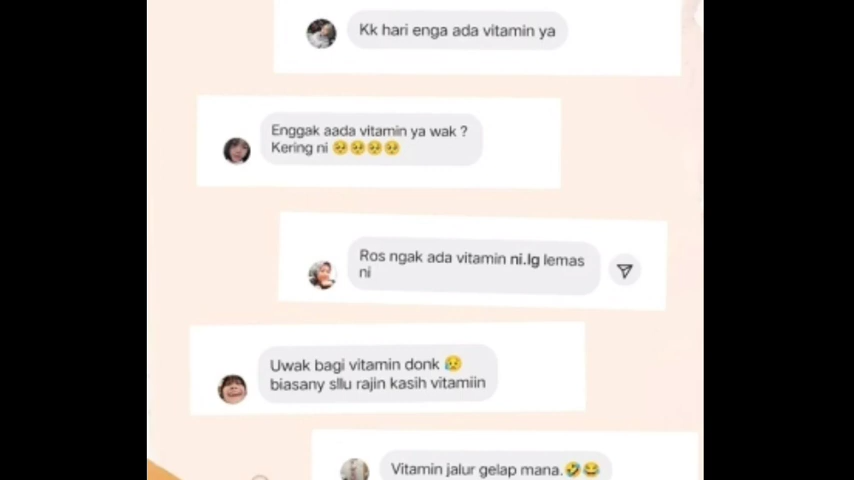 Kk hari enga ada vitamin ya
Enggak aada vitamin ya wak ?
Kering ni 🥺🥺🥺🥺
Ros ngak ada vitamin ni.lg lemas
ni
Uwak bagi vitamin donk 😥
biasany sllu rajin kasih vitamiin
Vitamin jalur gelap mana.🤣😂